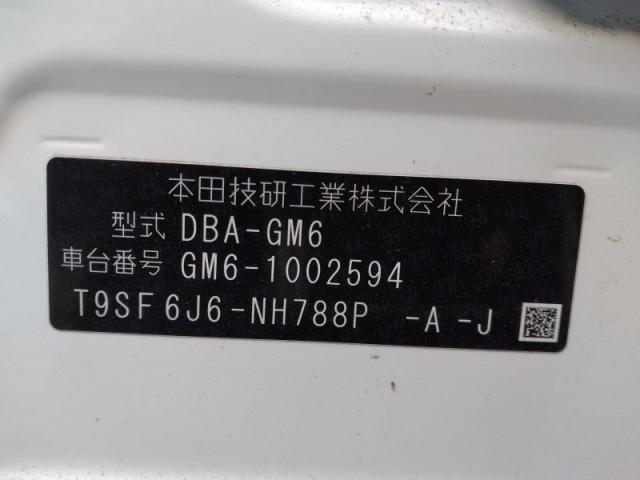 本田技研工業株式会社
型式 DBA-GM6
車台番号 GM6-1002594
T9SF6J6-NH788P -A -J